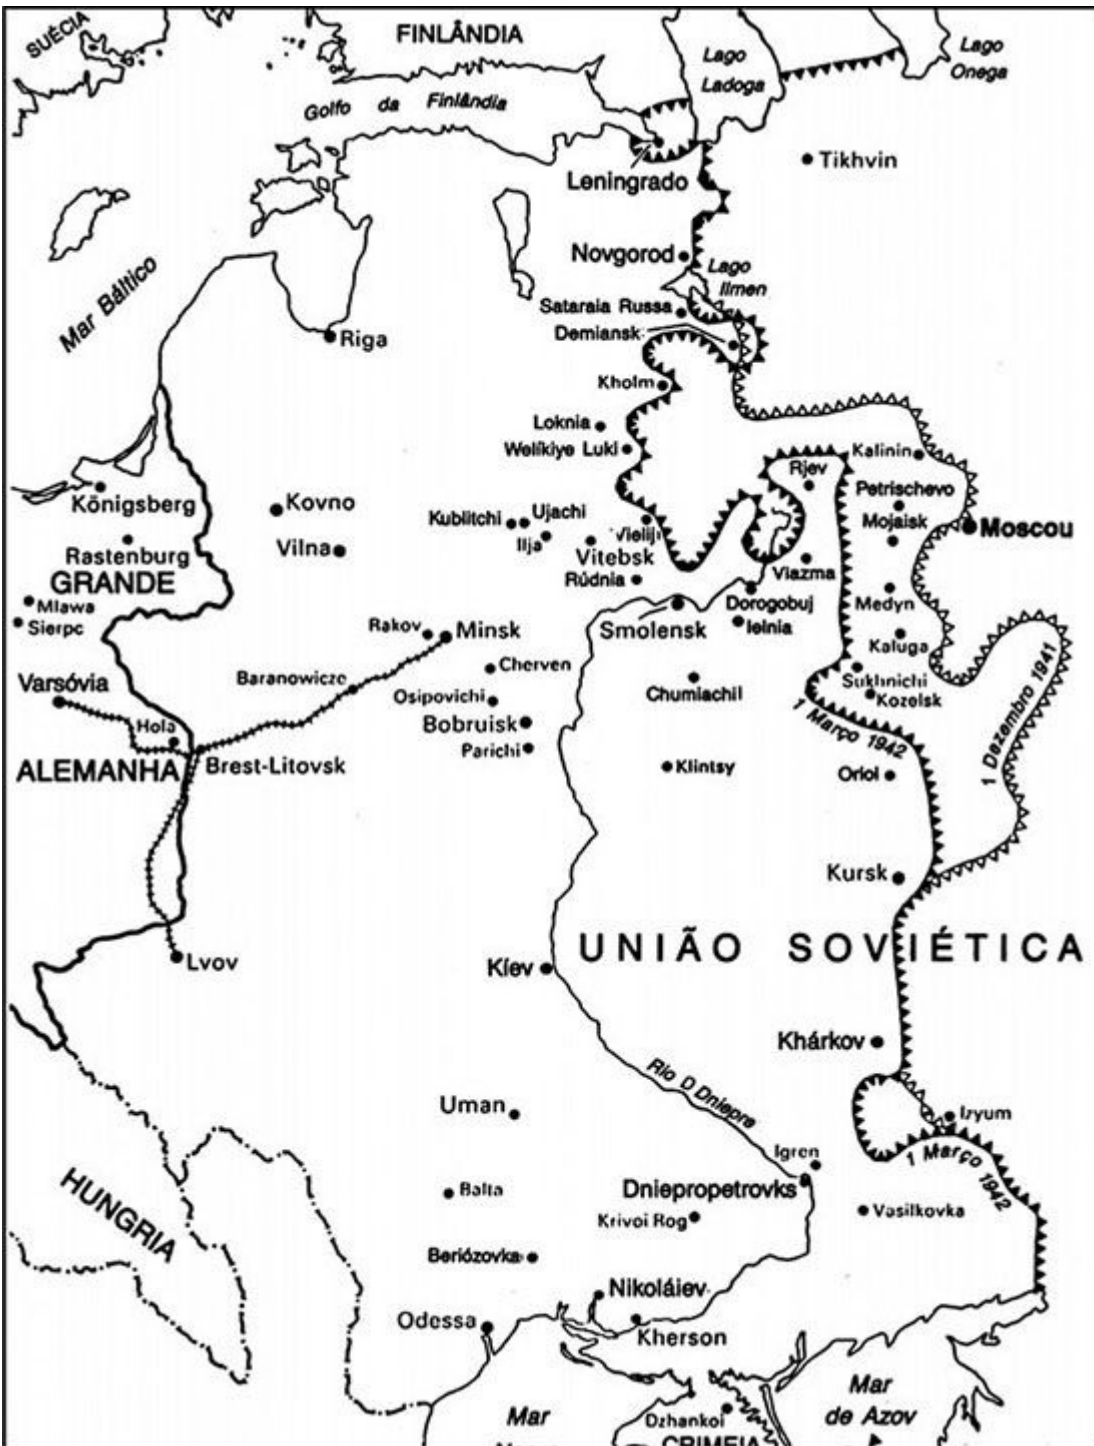 SUÉCIA
FINLÂNDIA
Lago
Ladoga
Lago
Onega
Golfo da Finlândia
Tikhvin
Leningrado
Novgorod
Lago
Ilmen
Mar Báltico
Sataraia Russa
Demiansk
Riga
Kholm
Loknia
Welíkiye Luki
Kalinin
Rjev
Königsberg
Kovno
Petrischevo
Kublitchi
Ujachi
Mojaisk
Moscou
Ilja
Vitebsk
Rastenburg
Vilna
Rúdnia
Viazma
GRANDE
Mlawa
Sierpc
Dorogobuj
Ielnia
Medyn
Rakov
Minsk
Smolensk
Kaluga
Cherven
Baranowicze
Varsóvia
Osipovichi
Chumiachil
Sukhnichi
Kozelsk
1 Março 1942
1 Dezembro 1941
Hola
Bobruisk
Parichi
Klintsy
Oriol
ALEMANHA
Brest-Litovsk
Kursk
UNIÃO SOVIÉTICA
Lvov
Kíev
Khárkov
Rio D Dniepre
Uman
Izyum
1 Março 1942
Igren
HUNGRIA
Balta
Dniepropetrovks
Krivoi Rog
Vasilkovka
Beriózovka
Nikoláiev
Odessa
Kherson
Mar
Dzhankoi
CRIMEIA
Mar
de Azov